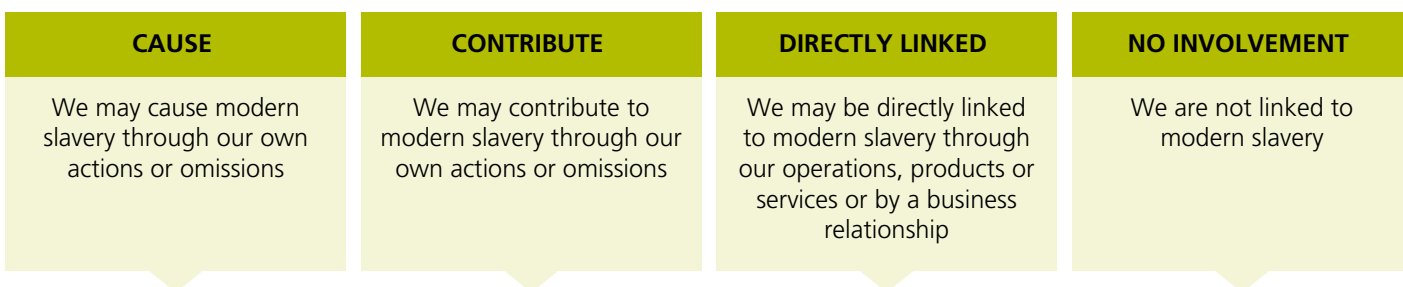 CAUSE
We may cause modern
slavery through our own
actions or omissions
CONTRIBUTE
We may contribute to
modern slavery through our
own actions or omissions
DIRECTLY LINKED
We may be directly linked
to modern slavery through
our operations, products or
services or by a business
relationship
NO INVOLVEMENT
We are not linked to
modern slavery